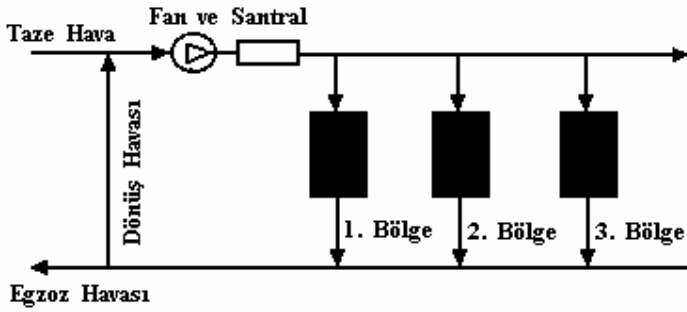 Fan ve Santral
Taze Hava
Dönüş Havası
1. Bölge
2. Bölge
3. Bölge
Egzoz Havası